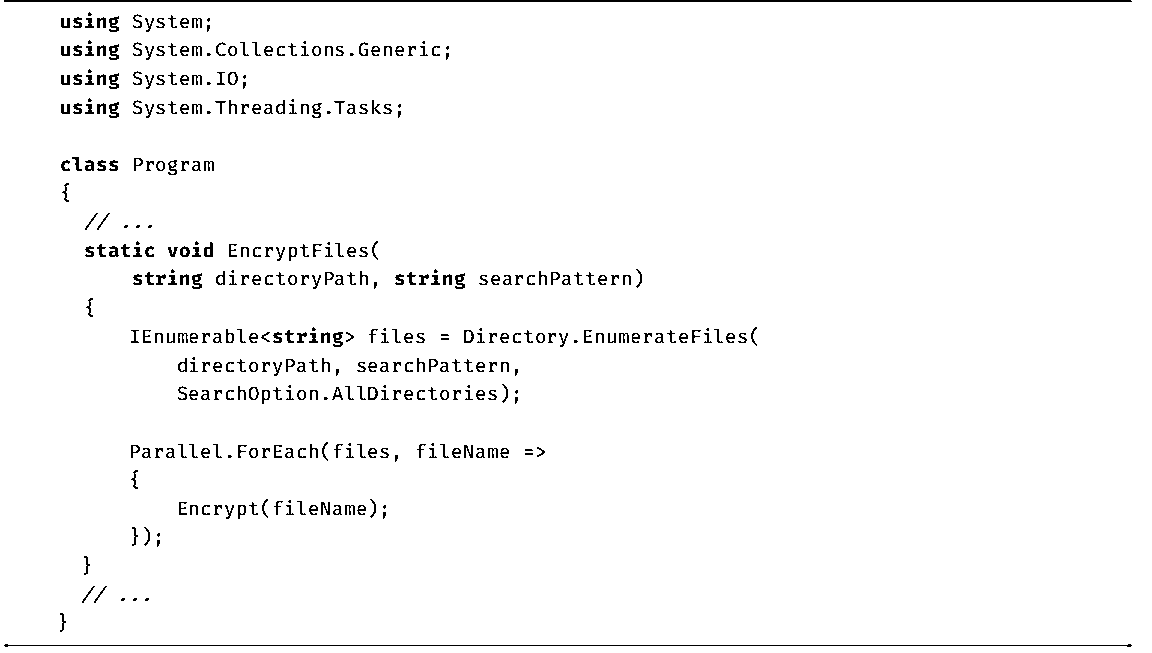 using System;
using System.Collections.Generic;
using System.IO;
using System.Threading.Tasks;

class Program
{
  // ...
  static void EncryptFiles(
      string directoryPath, string searchPattern)
  {
      IEnumerable<string> files = Directory.EnumerateFiles(
          directoryPath, searchPattern,
          SearchOption.AllDirectories);

      Parallel.ForEach(files, fileName =>
      {
          Encrypt(fileName);
      });
  }
  // ...
}